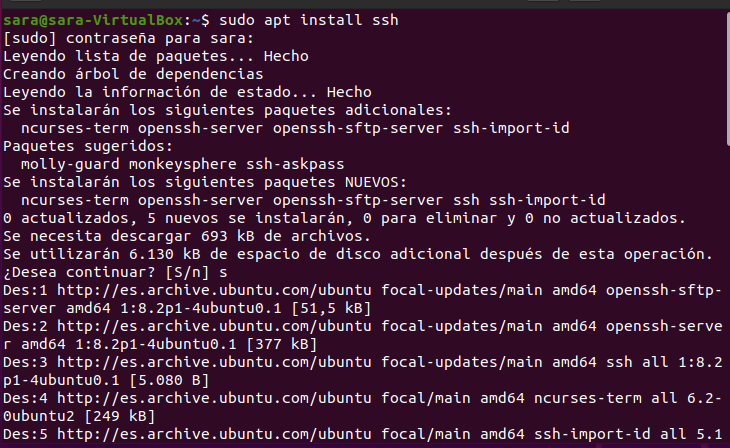 sara@sara-VirtualBox:~$ sudo apt install ssh
[sudo] contraseña para sara:
Leyendo lista de paquetes... Hecho
Creando árbol de dependencias
Leyendo la información de estado... Hecho
Se instalarán los siguientes paquetes adicionales:
  ncurses-term openssh-server openssh-sftp-server ssh-import-id
Paquetes sugeridos:
  molly-guard monkeysphere ssh-askpass
Se instalarán los siguientes paquetes NUEVOS:
  ncurses-term openssh-server openssh-sftp-server ssh ssh-import-id
0 actualizados, 5 nuevos se instalarán, 0 para eliminar y 0 no actualizados.
Se necesita descargar 693 kB de archivos.
Se utilizarán 6.130 kB de espacio de disco adicional después de esta operación.
¿Desea continuar? [S/n] s
Des:1 http://es.archive.ubuntu.com/ubuntu focal-updates/main amd64 openssh-sftp-
server amd64 1:8.2p1-4ubuntu0.1 [51,5 kB]
Des:2 http://es.archive.ubuntu.com/ubuntu focal-updates/main amd64 openssh-serve
r amd64 1:8.2p1-4ubuntu0.1 [377 kB]
Des:3 http://es.archive.ubuntu.com/ubuntu focal-updates/main amd64 ssh all 1:8.2
p1-4ubuntu0.1 [5.080 B]
Des:4 http://es.archive.ubuntu.com/ubuntu focal/main amd64 ncurses-term all 6.2-
0ubuntu2 [249 kB]
Des:5 http://es.archive.ubuntu.com/ubuntu focal/main amd64 ssh-import-id all 5.1